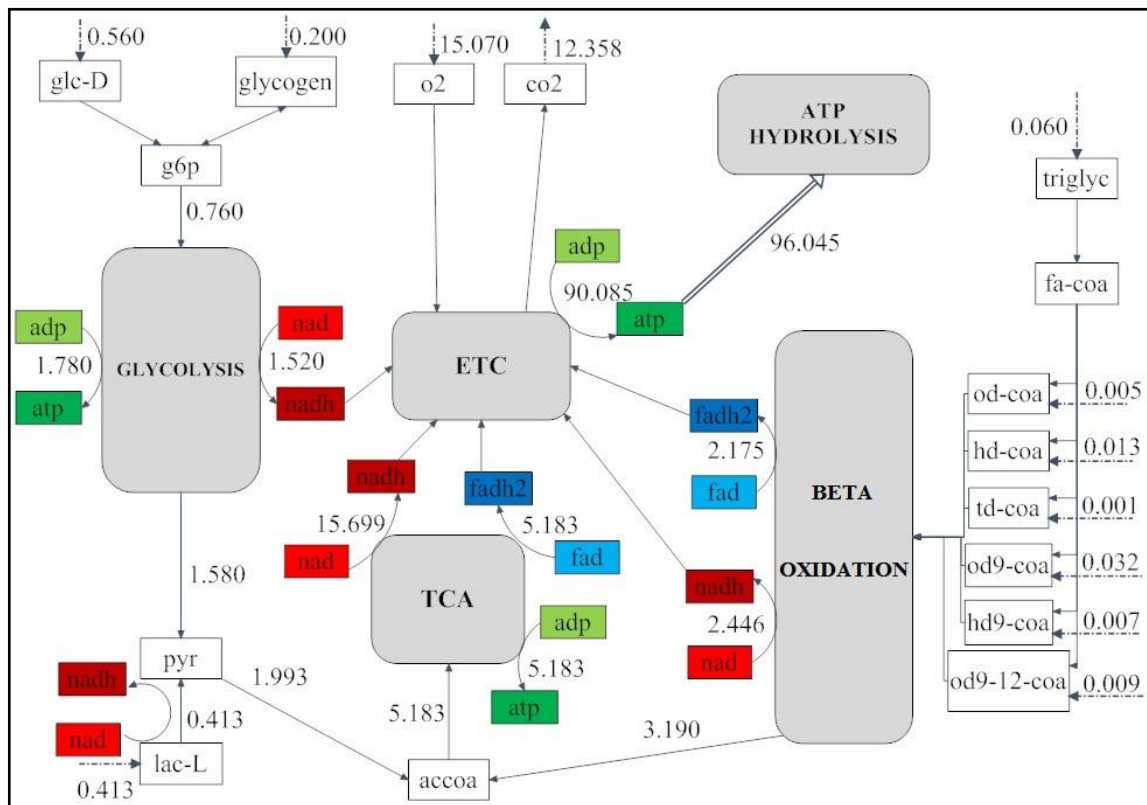 0.560
0.200
15.070
12.358
glc-D
glycogen
o2
co2
ATP
HYDROLYSIS
0.060
triglyc
g6p
0.760
96.045
adp
90.085
atp
fa-coa
adp
1.780
atp
GLYCOLYSIS
nad
1.520
nadh
ETC
fadh2
2.175
fad
BETA
OXIDATION
od-coa
0.005
hd-coa
0.013
td-coa
0.001
od9-coa
0.032
hd9-coa
0.007
od9-12-coa
0.009
nadh
15.699
nad
fadh2
5.183
fad
TCA
adp
5.183
atp
nadh
2.446
nad
1.580
pyr
1.993
nadh
nad
0.413
lac-L
0.413
5.183
accoa
3.190